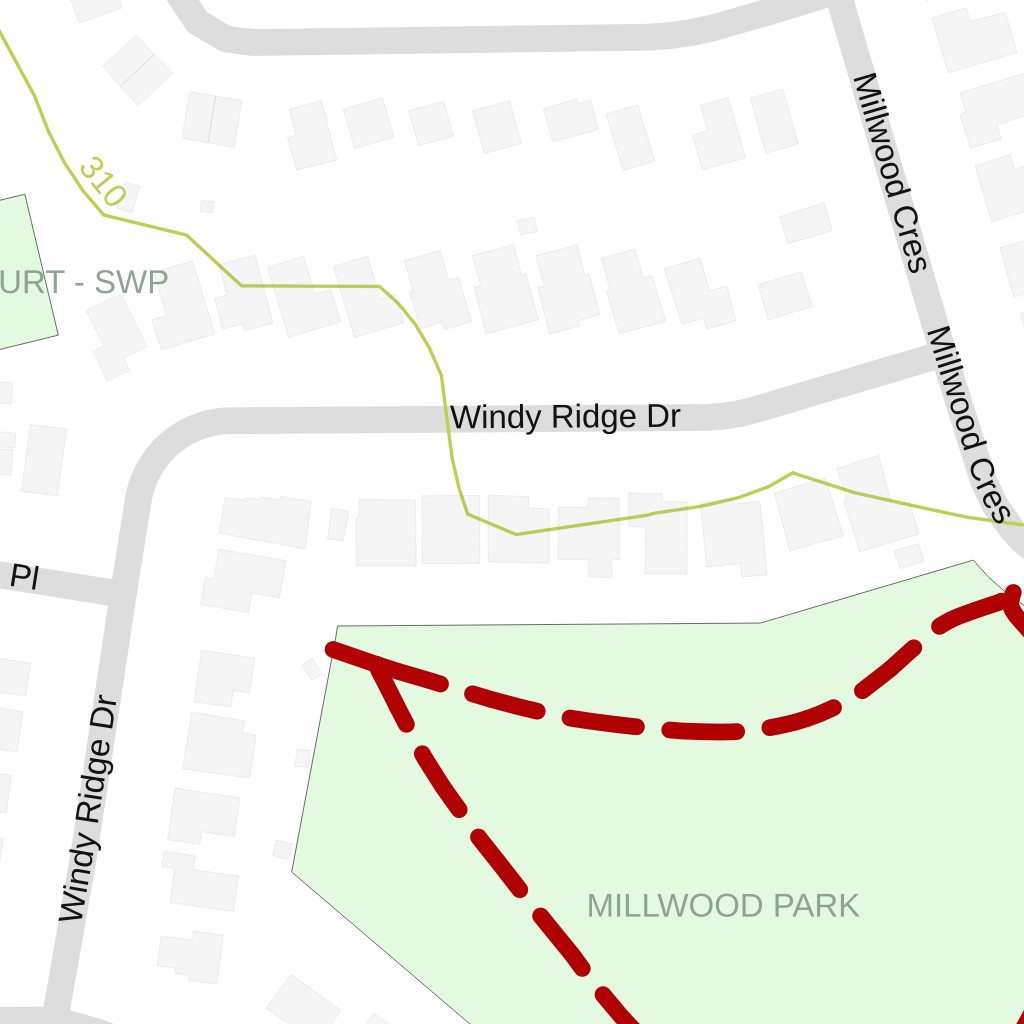 Millwood Cres
310
URT - SWP
Millwood Cres
Windy Ridge Dr
Pl
Windy Ridge Dr
MILLWOOD PARK